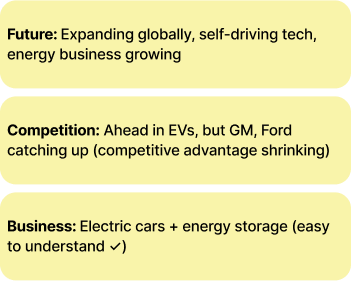 Future: Expanding globally, self-driving tech,
energy business growing
Competition: Ahead in EVs, but GM, Ford
catching up (competitive advantage shrinking)
Business: Electric cars + energy storage (easy
to understand ✓)